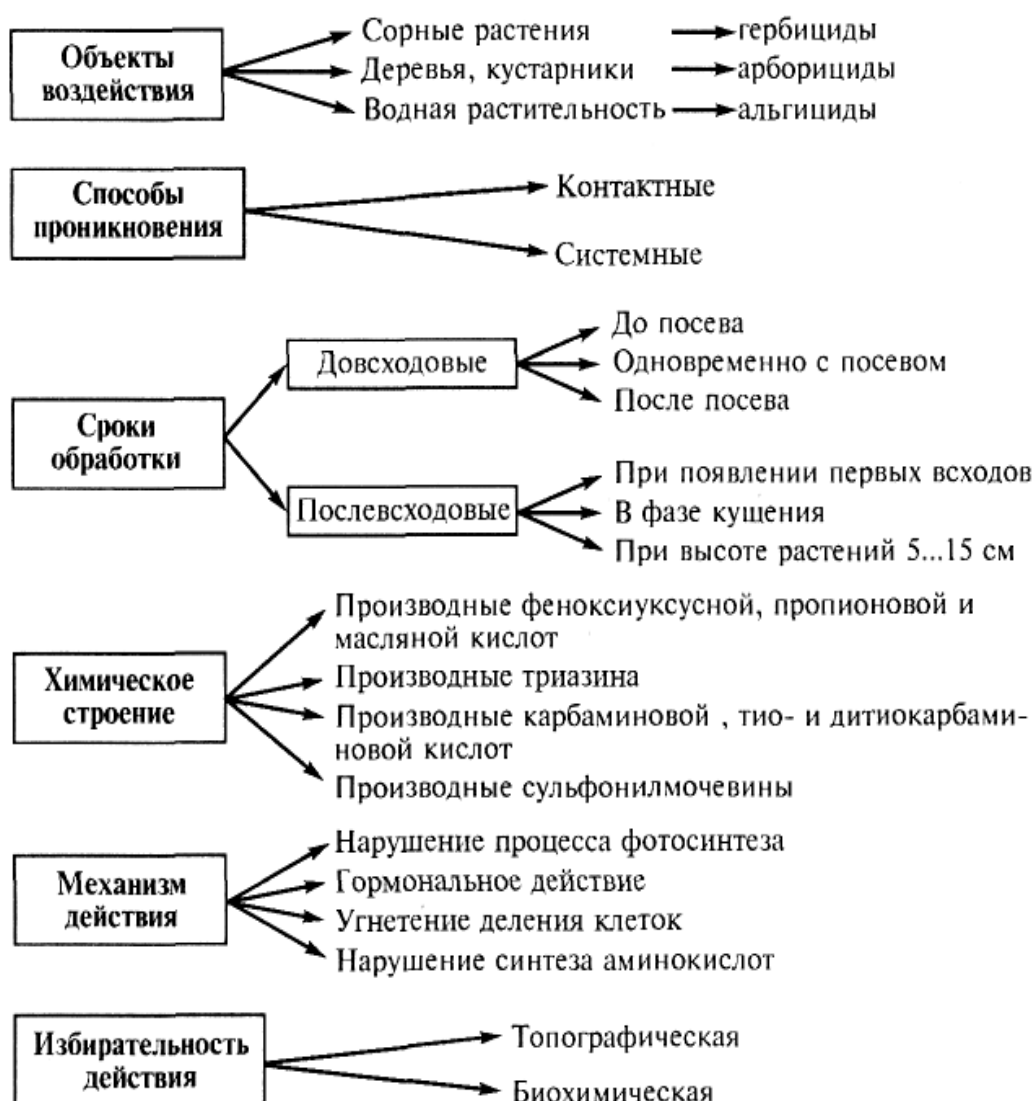 Объекты
воздействия
Сорные растения
гербициды
Деревья, кустарники
арборициды
Водная растительность
альгициды
Способы
проникновения
Контактные
Системные
Сроки
обработки
Довсходовые
До посева
Одновременно с посевом
После посева
Послевсходовые
При появлении первых всходов
В фазе кущения
При высоте растений 5...15 см
Химическое
строение
Производные феноксиуксусной, пропионовой и
масляной кислот
Производные триазина
Производные карбаминовой , тио- и дитиокарбами-
новой кислот
Производные сульфонилмочевины
Механизм
действия
Нарушение процесса фотосинтеза
Гормональное действие
Угнетение деления клеток
Нарушение синтеза аминокислот
Избирательность
действия
Топографическая
Биохимическая